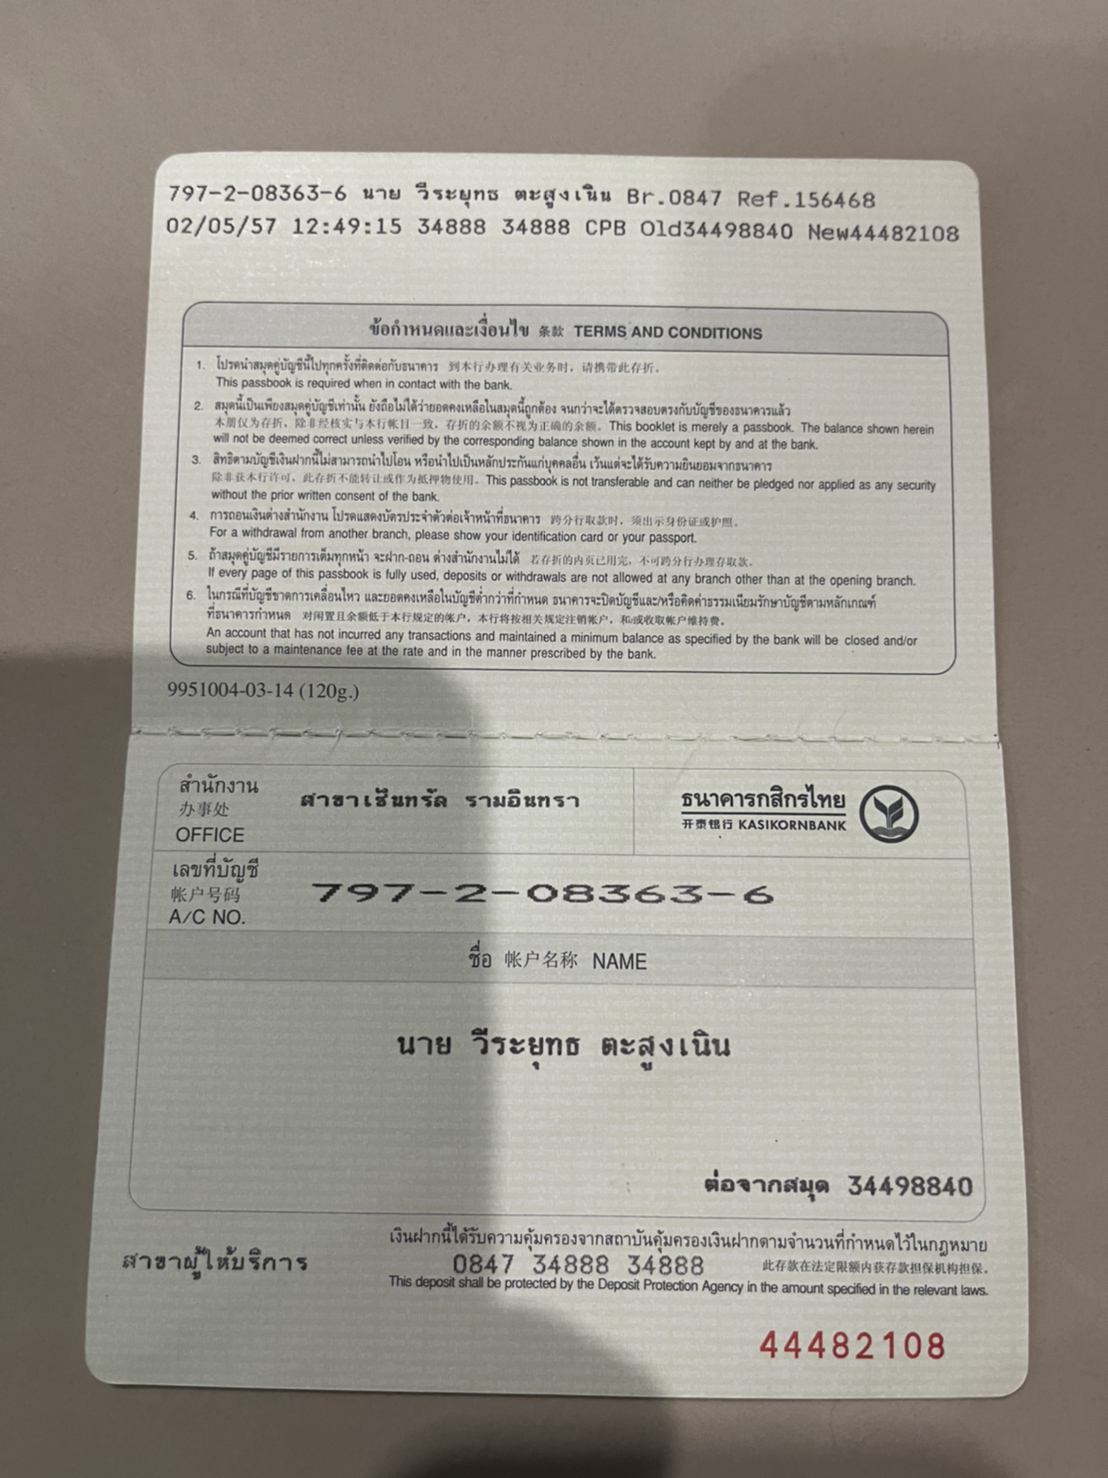 797-2-08363-6 นาย วีระยุทธ ตะสูงเนิน Br.0847 Ref.156468
02/05/57 12:49:15 34888 34888 CPB Old34498840 New44482108
ข้อกำหนดและเงื่อนไข 条款 TERMS AND CONDITIONS
1. โปรดนำสมุดคู่บัญชีนี้ไปทุกครั้งที่ติดต่อกับธนาคาร 到本行办理有关业务时，请携带此存折。
This passbook is required when in contact with the bank.
2. สมุดนี้เป็นเพียงสมุดคู่บัญชีเท่านั้น ยังถือไม่ได้ว่ายอดคงเหลือในสมุดนี้ถูกต้อง จนกว่าจะได้ตรวจสอบตรงกับบัญชีของธนาคารแล้ว
本册仅为存折，除非经核实与本行帐目一致，存折的余额不视为正确的余额。This booklet is merely a passbook. The balance shown herein
will not be deemed correct unless verified by the corresponding balance shown in the account kept by and at the bank.
3. สิทธิตามบัญชีเงินฝากนี้ไม่สามารถนำไปโอน หรือนำไปเป็นหลักประกันแก่บุคคลอื่น เว้นแต่จะได้รับความยินยอมจากธนาคาร
除非获本行许可，此存折不能转让或作为抵押物使用。This passbook is not transferable and can neither be pledged nor applied as any security
without the prior written consent of the bank.
4. การถอนเงินต่างสำนักงาน โปรดแสดงบัตรประจำตัวต่อเจ้าหน้าที่ธนาคาร 跨分行取款时，须出示身份证或护照。
For a withdrawal from another branch, please show your identification card or your passport.
5. ถ้าสมุดคู่บัญชีมีรายการเต็มทุกหน้า จะฝาก-ถอน ต่างสำนักงานไม่ได้ 若存折的内页已用完，不可跨分行办理存取款。
If every page of this passbook is fully used, deposits or withdrawals are not allowed at any branch other than at the opening branch.
6. ในกรณีที่บัญชีขาดการเคลื่อนไหว และยอดคงเหลือในบัญชีต่ำกว่าที่กำหนด ธนาคารจะปิดบัญชีและ/หรือคิดค่าธรรมเนียมรักษาบัญชีตามหลักเกณฑ์
ที่ธนาคารกำหนด 对闲置且余额低于本行规定的帐户，本行将按相关规定注销帐户，和/或收取帐户维持费。
An account that has not incurred any transactions and maintained a minimum balance as specified by the bank will be closed and/or
subject to a maintenance fee at the rate and in the manner prescribed by the bank.
9951004-03-14 (120g.)
สำนักงาน
办事处
OFFICE
สาขาเซ็นทรัล รามอินทรา
ธนาคารกสิกรไทย
开泰银行 KASIKORNBANK
เลขที่บัญชี
帐户号码
A/C NO.
797-2-08363-6
ชื่อ 帐户名称 NAME
นาย วีระยุทธ ตะสูงเนิน
ต่อจากสมุด 34498840
เงินฝากนี้ได้รับความคุ้มครองจากสถาบันคุ้มครองเงินฝากตามจำนวนที่กำหนดไว้ในกฎหมาย
สาขาผู้ให้บริการ 0847 34888 34888 此存款在法定限额内获存款担保机构担保。
This deposit shall be protected by the Deposit Protection Agency in the amount specified in the relevant laws.
44482108